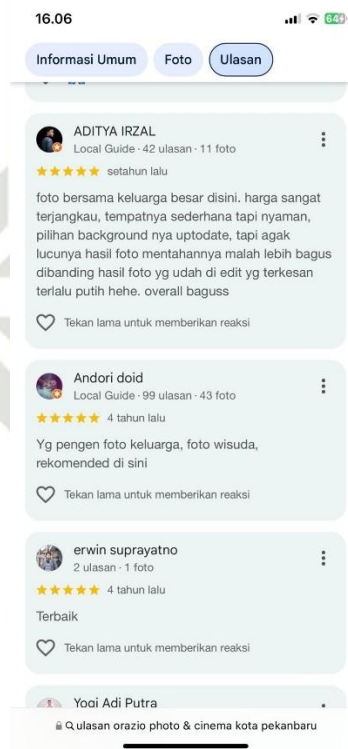 16.06
64
Informasi Umum
Foto
Ulasan
ADITYA IRZAL
Local Guide · 42 ulasan · 11 foto
setahun lalu
foto bersama keluarga besar disini. harga sangat
terjangkau, tempatnya sederhana tapi nyaman,
pilihan background nya uptodate, tapi agak
lucunya hasil foto mentahannya malah lebih bagus
dibanding hasil foto yg udah di edit yg terkesan
terlalu putih hehe. overall baguss
Tekan lama untuk memberikan reaksi
Andori doid
Local Guide · 99 ulasan · 43 foto
4 tahun lalu
Yg pengen foto keluarga, foto wisuda,
rekomended di sini
Tekan lama untuk memberikan reaksi
erwin suprayatno
2 ulasan · 1 foto
4 tahun lalu
Terbaik
Tekan lama untuk memberikan reaksi
Yogi Adi Putra
ulasan orazio photo & cinema kota pekanbaru